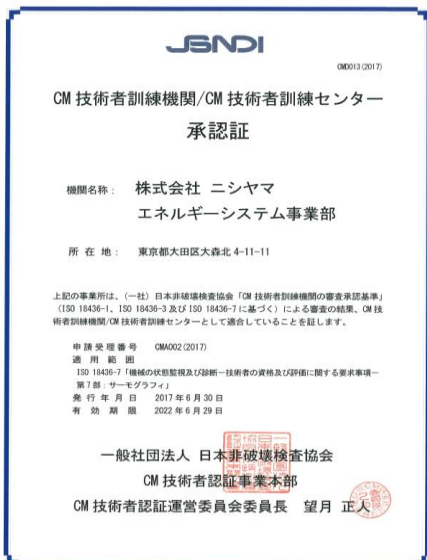 JSNDI
CMD013(2017)
CM 技術者訓練機関/CM 技術者訓練センター
承認証
機関名称： 株式会社 ニシヤマ
エネルギーシステム事業部
所 在 地： 東京都大田区大森北 4-11-11
上記の事業所は、(一社) 日本非破壊検査協会「CM 技術者訓練機関の審査承認基準」
(ISO 18436-1、ISO 18436-3 及び ISO 18436-7 に基づく) による審査の結果、CM 技
術者訓練機関/CM 技術者訓練センターとして適合していることを証します。
申 請 受 理 番 号 CMA002(2017)
適 用 範 囲
ISO 18436-7「機械の状態監視及び診断－技術者の資格及び評価に関する要求事項－
第 7 部：サーモグラフィ」
発 行 年 月 日 2017 年 6 月 30 日
有 効 期 限 2022 年 6 月 29 日
一般社団法人 日本非破壊検査協会
CM 技術者認証事業本部
CM 技術者認証運営委員会委員長 望月 正人